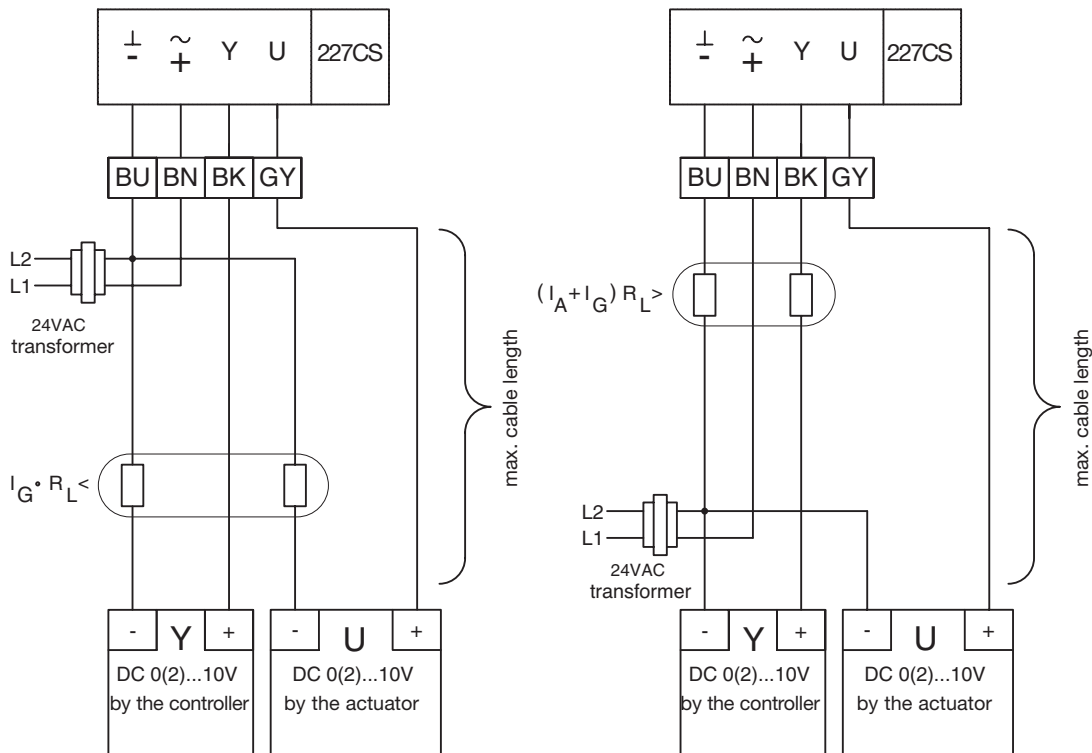 ⊥ ~ Y U 227CS
- +
BU BN BK GY
L2
L1
24VAC
transformer
I_G • R_L <
max. cable length
- Y + - U +
DC 0(2)...10V DC 0(2)...10V
by the controller by the actuator
⊥ ~ Y U 227CS
- +
BU BN BK GY
(I_A+I_G) R_L >
max. cable length
L2
L1
24VAC
transformer
- Y + - U +
DC 0(2)...10V DC 0(2)...10V
by the controller by the actuator